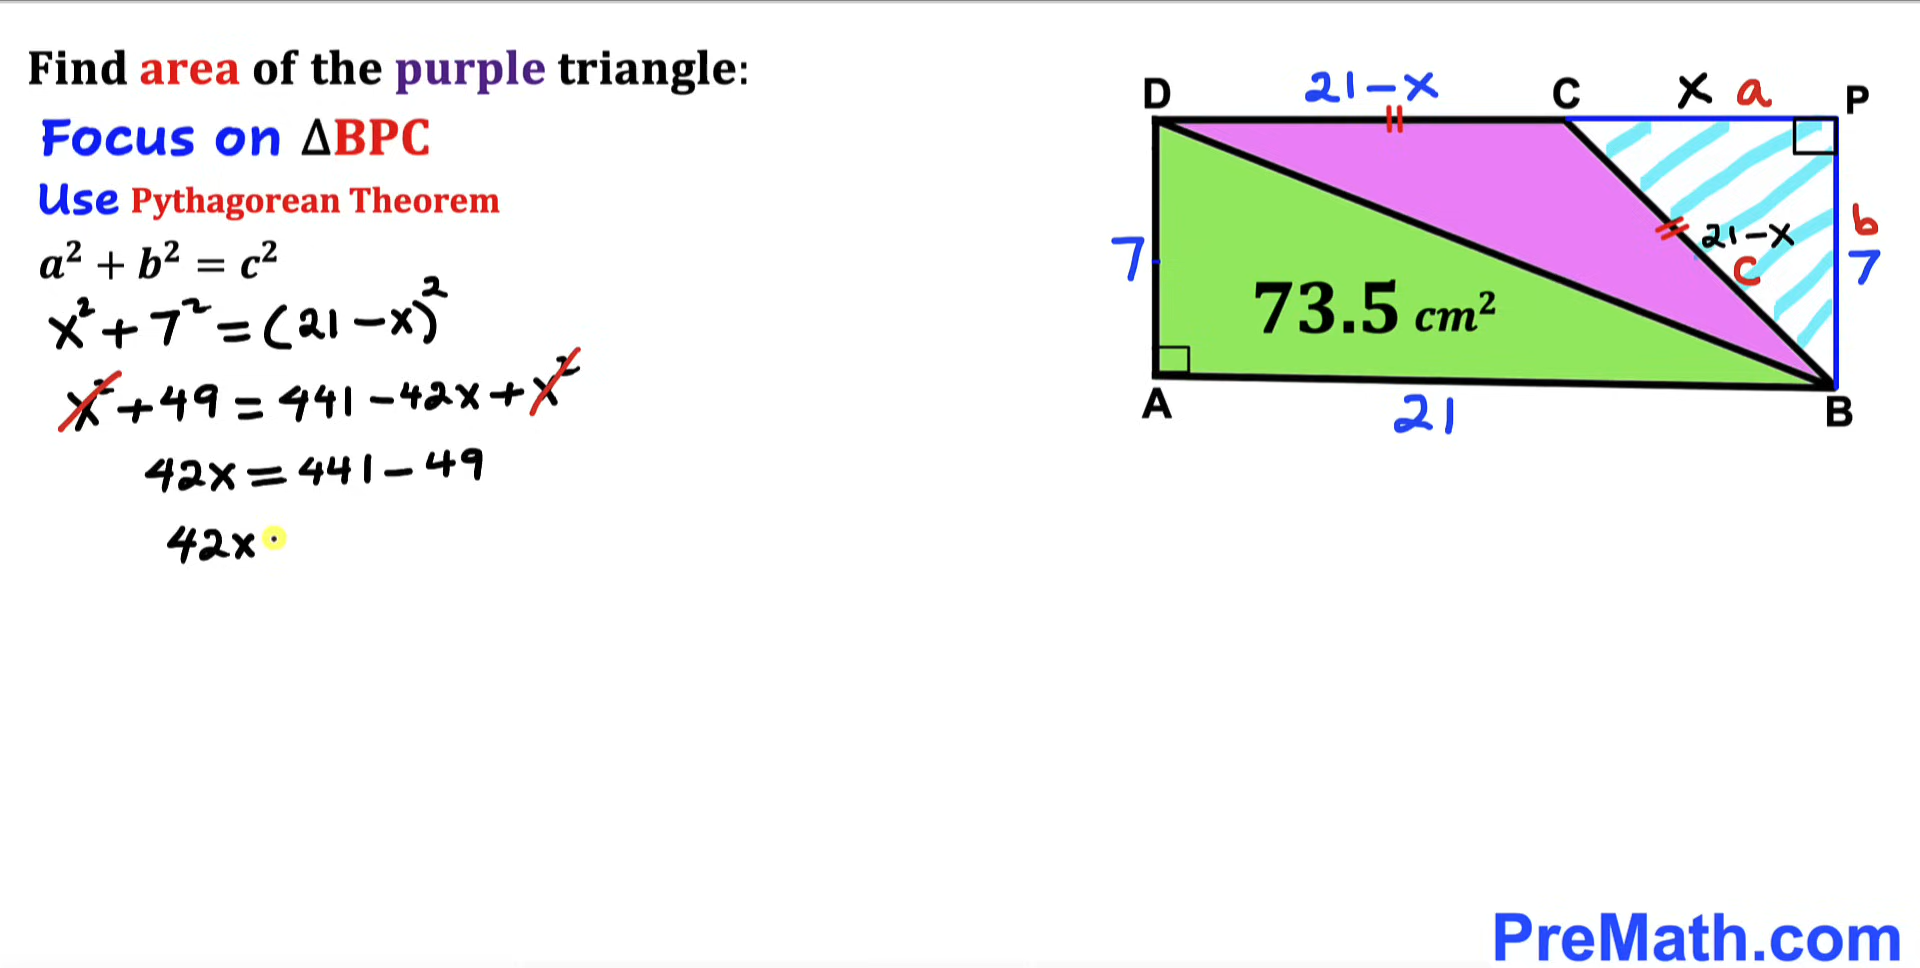 Find area of the purple triangle:
Focus on ΔBPC
Use Pythagorean Theorem
a² + b² = c²
x² + 7² = (21 - x)²
x² + 49 = 441 - 42x + x²
42x = 441 - 49
42x
D
21 - x
C
x
a
P
7
21 - x
c
b
7
73.5 cm²
A
21
B
PreMath.com